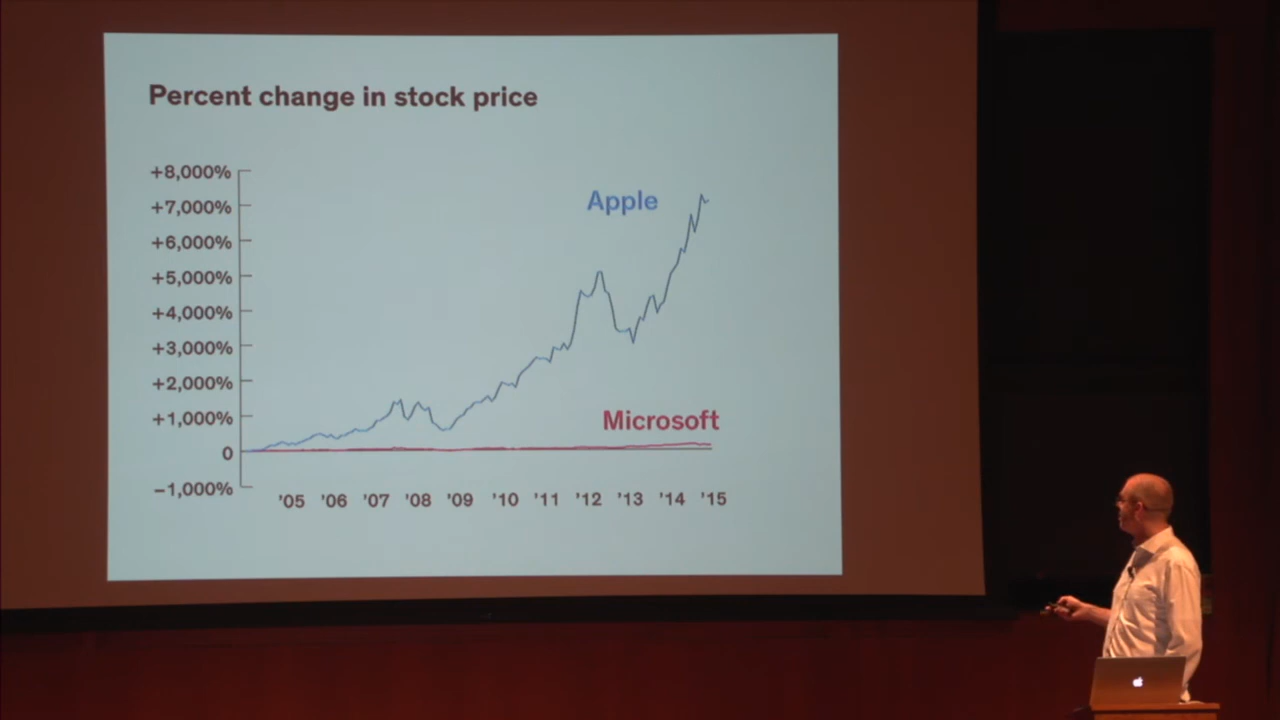 Percent change in stock price
+8,000%
+7,000%
+6,000%
+5,000%
+4,000%
+3,000%
+2,000%
+1,000%
0
−1,000%
Apple
Microsoft
’05 ’06 ’07 ’08 ’09 ’10 ’11 ’12 ’13 ’14 ’15